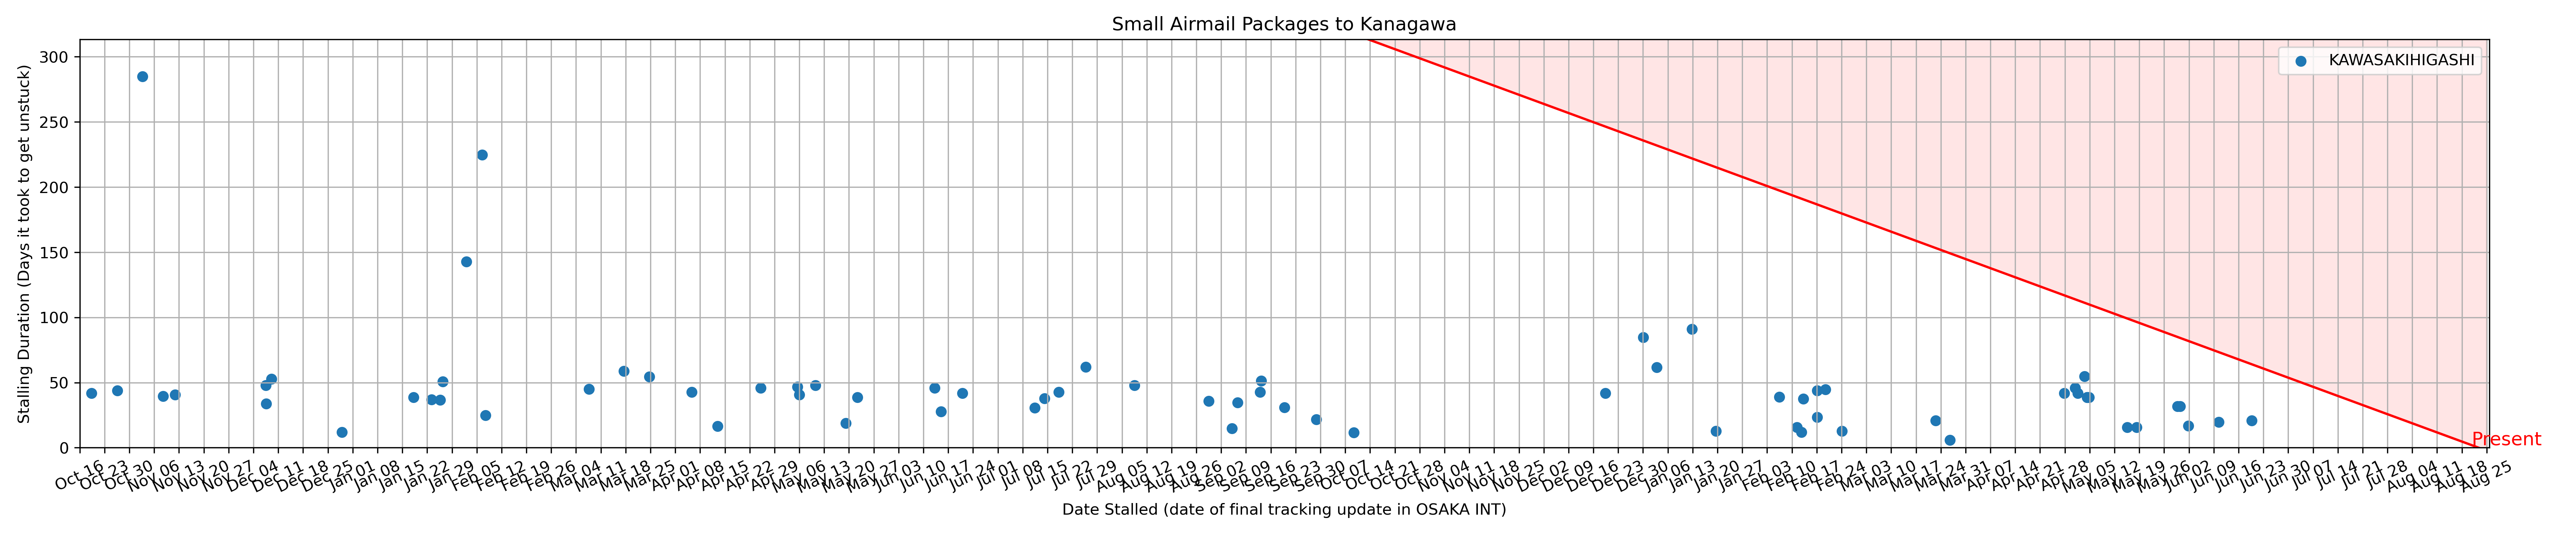 Small Airmail Packages to Kanagawa
KAWASAKIHIGASHI
Stalling Duration (Days it took to get unstuck)
300
250
200
150
100
50
0
Present
Oct 16
Oct 23
Oct 30
Nov 06
Nov 13
Nov 20
Nov 27
Dec 04
Dec 11
Dec 18
Dec 25
Jan 01
Jan 08
Jan 15
Jan 22
Jan 29
Feb 05
Feb 12
Feb 19
Feb 26
Mar 04
Mar 11
Mar 18
Mar 25
Apr 01
Apr 08
Apr 15
Apr 22
Apr 29
May 06
May 13
May 20
May 27
Jun 03
Jun 10
Jun 17
Jun 24
Jul 01
Jul 08
Jul 15
Jul 22
Jul 29
Aug 05
Aug 12
Aug 19
Aug 26
Sep 02
Sep 09
Sep 16
Sep 23
Sep 30
Oct 07
Oct 14
Oct 21
Oct 28
Nov 04
Nov 11
Nov 18
Nov 25
Dec 02
Dec 09
Dec 16
Dec 23
Dec 30
Jan 06
Jan 13
Jan 20
Jan 27
Feb 03
Feb 10
Feb 17
Feb 24
Mar 03
Mar 10
Mar 17
Mar 24
Mar 31
Apr 07
Apr 14
Apr 21
Apr 28
May 05
May 12
May 19
May 26
Jun 02
Jun 09
Jun 16
Jun 23
Jun 30
Jul 07
Jul 14
Jul 21
Jul 28
Aug 04
Aug 11
Aug 18
Aug 25
Date Stalled (date of final tracking update in OSAKA INT)